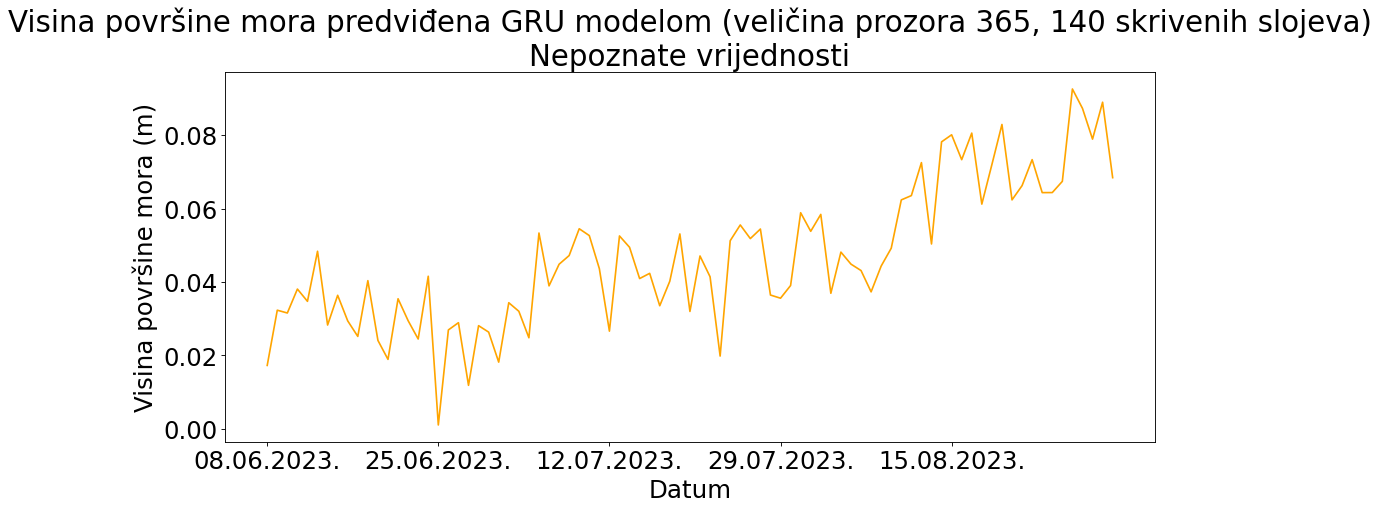 Visina površine mora predviđena GRU modelom (veličina prozora 365, 140 skrivenih slojeva)
Nepoznate vrijednosti
Visina površine mora (m)
0.08
0.06
0.04
0.02
0.00
08.06.2023. 25.06.2023. 12.07.2023. 29.07.2023. 15.08.2023.
Datum